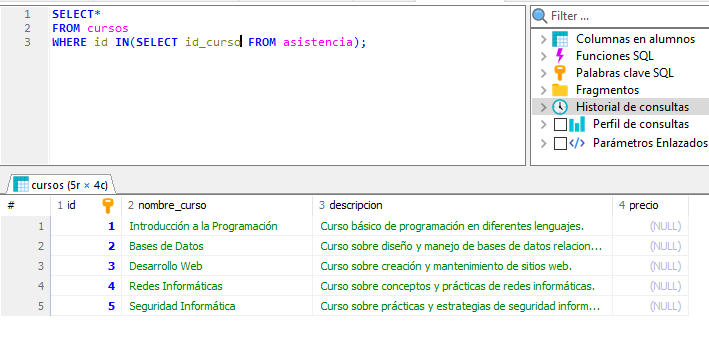 1 SELECT*
2 FROM cursos
3 WHERE id IN(SELECT id_curso FROM asistencia);
Filter ...
Columnas en alumnos
Funciones SQL
Palabras clave SQL
Fragmentos
Historial de consultas
Perfil de consultas
Parámetros Enlazados
cursos (5r × 4c)
# 1 id 2 nombre_curso 3 descripcion 4 precio
1 1 Introducción a la Programación Curso básico de programación en diferentes lenguajes. (NULL)
2 2 Bases de Datos Curso sobre diseño y manejo de bases de datos relacion... (NULL)
3 3 Desarrollo Web Curso sobre creación y mantenimiento de sitios web. (NULL)
4 4 Redes Informáticas Curso sobre conceptos y prácticas de redes informáticas. (NULL)
5 5 Seguridad Informática Curso sobre prácticas y estrategias de seguridad inform... (NULL)